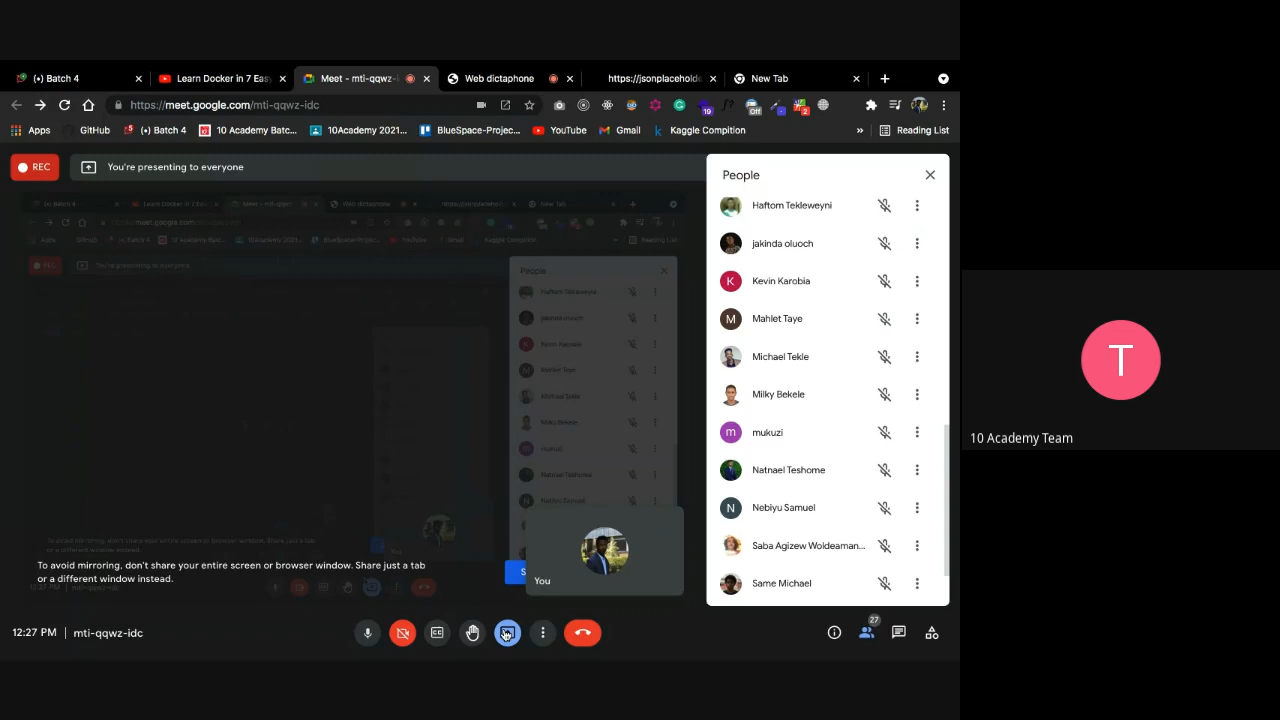 (•) Batch 4
Learn Docker in 7 Eas
Meet - mti-qqwz-i
Web dictaphone
https://jsonplaceholde
New Tab
https://meet.google.com/mti-qqwz-idc
19
Off
2
Apps
GitHub
(•) Batch 4
10 Academy Batc...
10Academy 2021...
BlueSpace-Projec...
YouTube
Gmail
Kaggle Compition
»
Reading List
REC
You're presenting to everyone
People
Haftom Tekleweyni
jakinda oluoch
K
Kevin Karobia
M
Mahlet Taye
Michael Tekle
Milky Bekele
m
mukuzi
Natnael Teshome
N
Nebiyu Samuel
Saba Agizew Woldeaman...
Same Michael
To avoid mirroring, don't share your entire screen or browser window. Share just a tab
or a different window instead.
S
You
12:27 PM | mti-qqwz-idc
CC
27
T
10 Academy Team